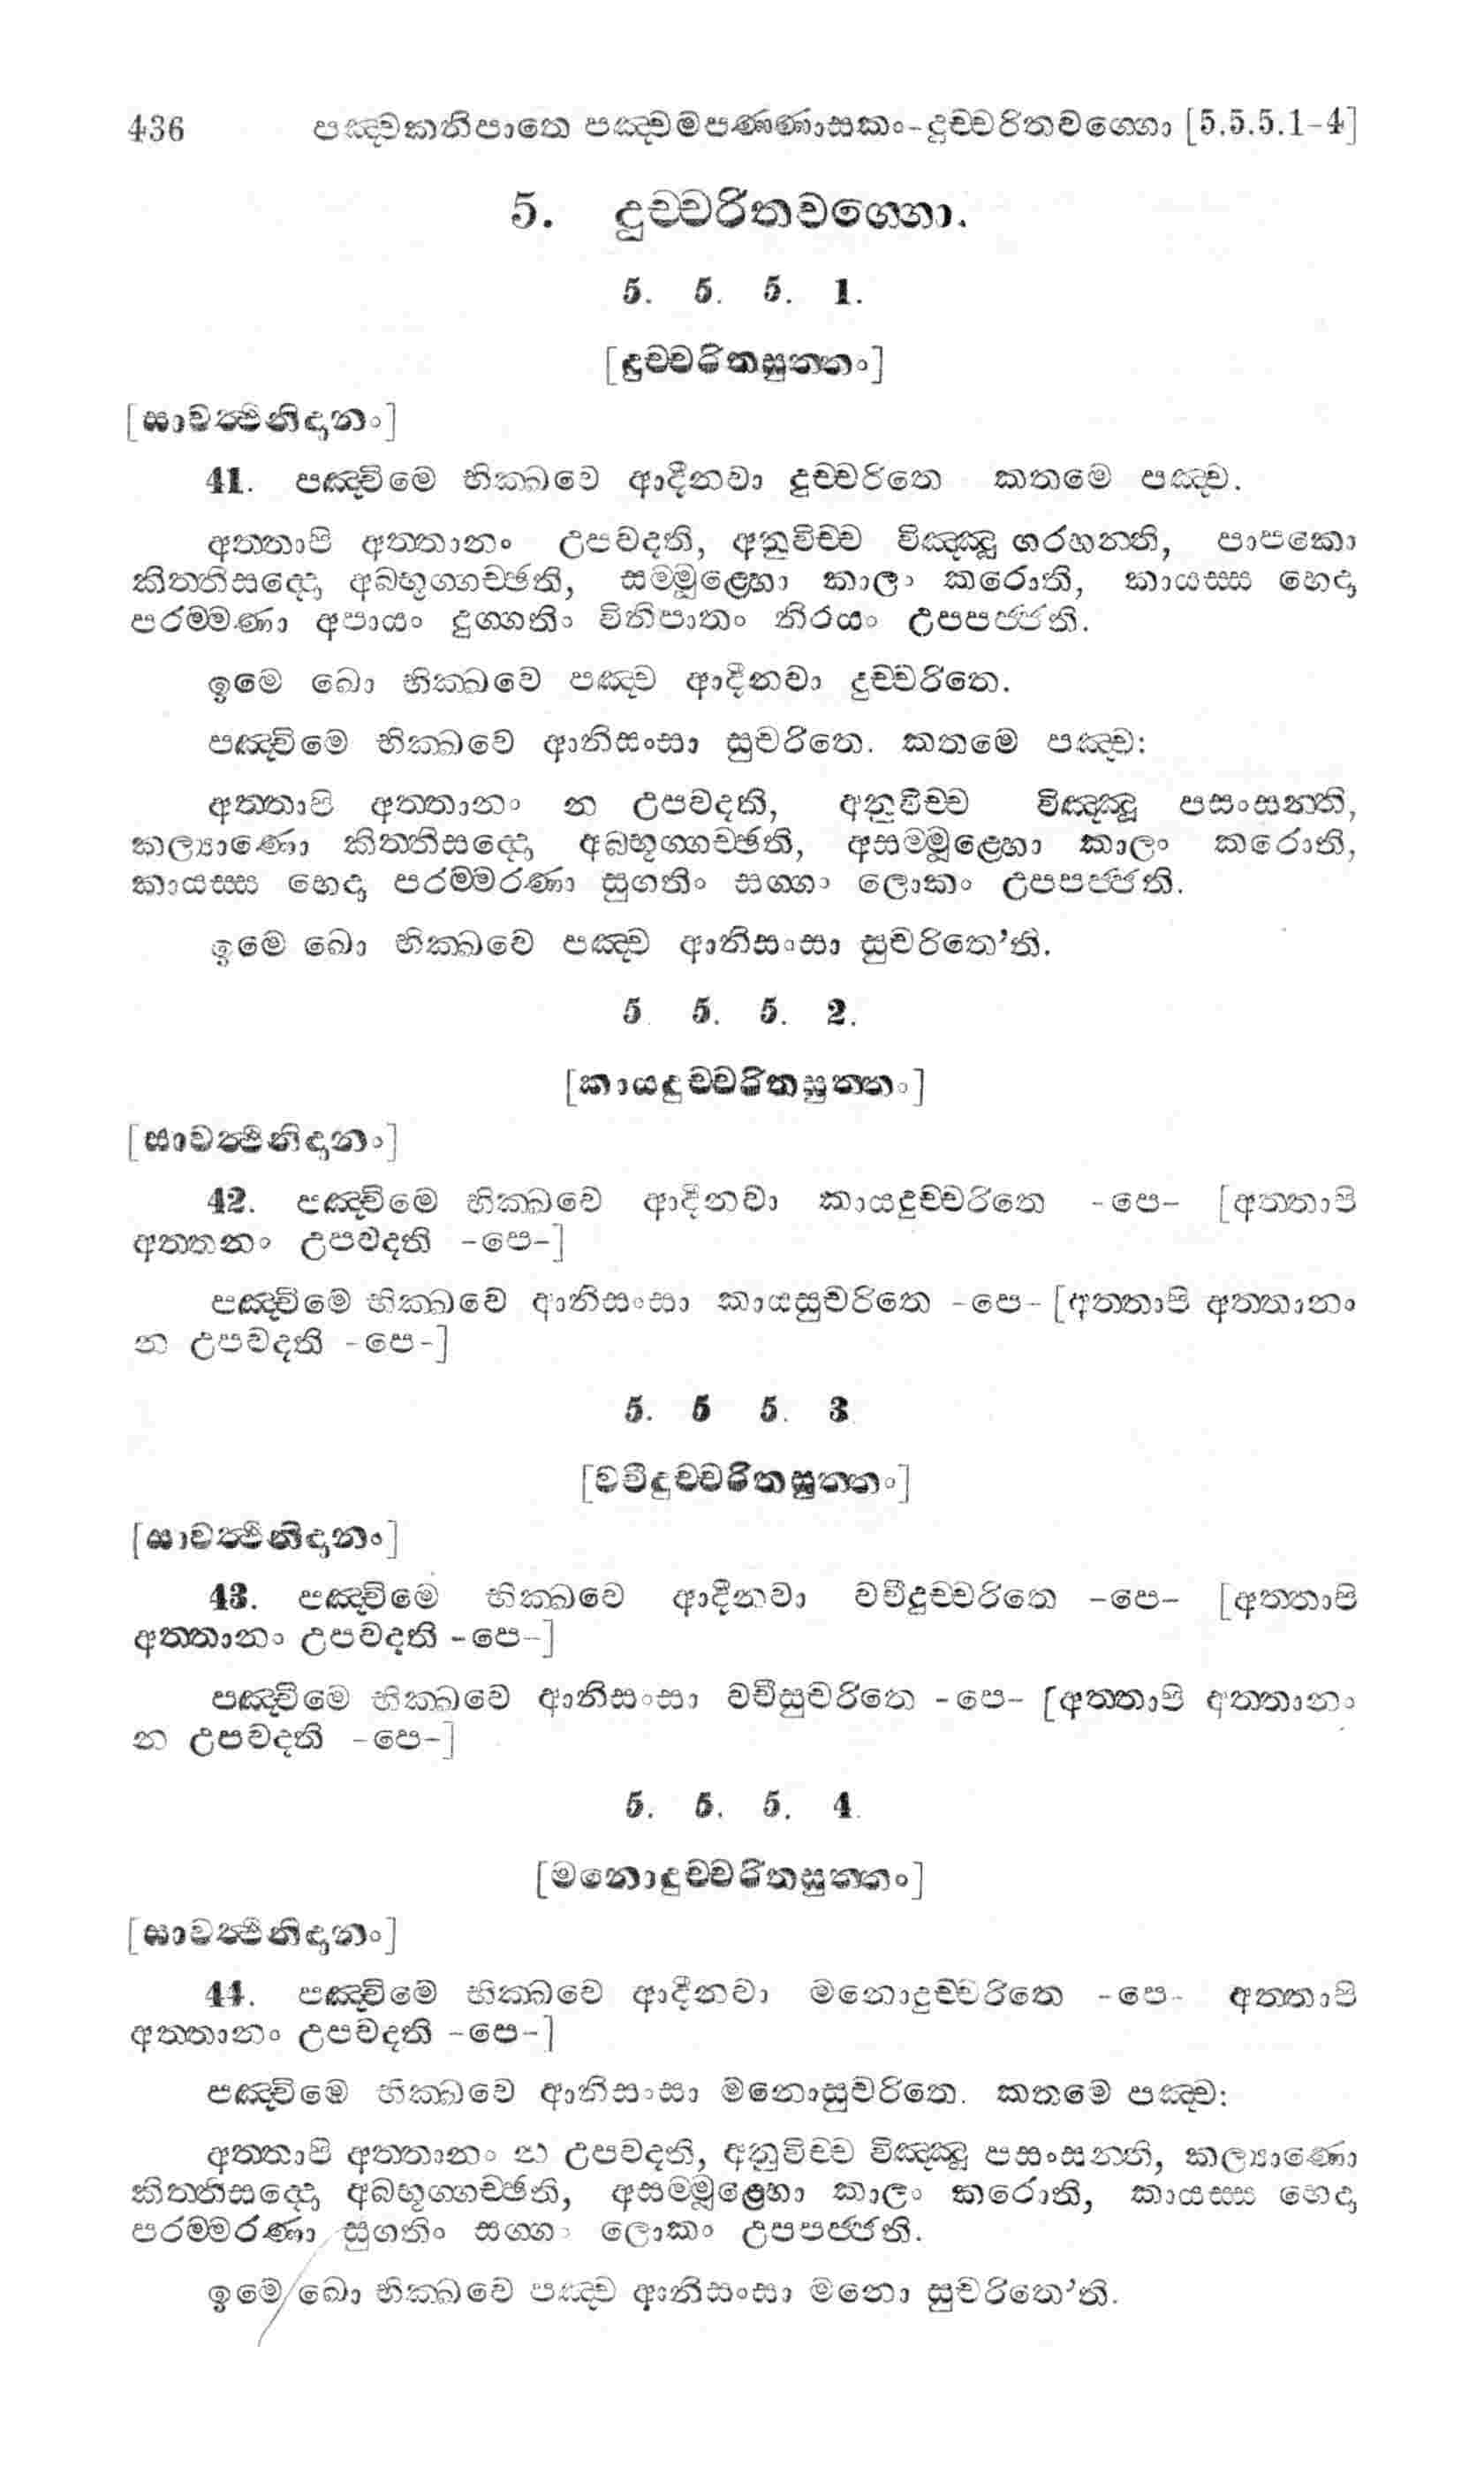 436 පඤ්චකනිපාතෙ පඤ්චමපණ්ණාසකං-දුච්චරිතවග්ගො [5.5.5.1-4]
5. දුච්චරිතවග්ගො.
5. 5. 5. 1.
[දුච්චරිතසුත්තං]
[සාවත්ථිනිදානං]
41. පඤ්චිමෙ භික්ඛවෙ ආදීනවා දුච්චරිතෙ කතමෙ පඤ්ච.
අත්තාපි අත්තානං උපවදති, අනුවිච්ච විඤ්ඤූ ගරහන්ති, පාපකො
කිත්තිසද්දො අබ්භුග්ගච්ඡති, සම්මූළ්හො කාලං කරොති, කායස්ස භෙදා
පරම්මණා අපායං දුග්ගතිං විනිපාතං නිරයං උපපජ්ජති.
ඉමෙ ඛො භික්ඛවෙ පඤ්ච ආදීනවා දුච්චරිතෙ.
පඤ්චිමෙ භික්ඛවෙ ආනිසංසා සුචරිතෙ. කතමෙ පඤ්ච:
අත්තාපි අත්තානං න උපවදති, අනුවිච්ච විඤ්ඤූ පසංසන්ති,
කල්‍යාණො කිත්තිසද්දො අබ්භුග්ගච්ඡති, අසම්මූළ්හො කාලං කරොති,
කායස්ස භෙදා පරම්මරණා සුගතිං සග්ගං ලොකං උපපජ්ජති.
ඉමෙ ඛො භික්ඛවෙ පඤ්ච ආනිසංසා සුචරිතෙ’ති.
5 5. 5. 2.
[කායදුච්චරිතසුත්තං]
[සාවත්ථිනිදානං]
42. පඤ්චිමෙ භික්ඛවෙ ආදීනවා කායදුච්චරිතෙ -පෙ- [අත්තාපි
අත්තනං උපවදති -පෙ-]
පඤ්චිමෙ භික්ඛවෙ ආනිසංසා කායසුචරිතෙ -පෙ- [අත්තාපි අත්තානං
න උපවදති -පෙ-]
5. 5 5. 3
[වචීදුච්චරිතසුත්තං]
[සාවත්ථිනිදානං]
43. පඤ්චිමෙ භික්ඛවෙ ආදීනවා වචීදුච්චරිතෙ -පෙ- [අත්තාපි
අත්තානං උපවදති -පෙ-]
පඤ්චිමෙ භික්ඛවෙ ආනිසංසා වචීසුචරිතෙ -පෙ- [අත්තාපි අත්තානං
න උපවදති -පෙ-]
5. 5. 5. 4.
[මනොදුච්චරිතසුත්තං]
[සාවත්ථිනිදානං]
44. පඤ්චිමෙ භික්ඛවෙ ආදීනවා මනොදුච්චරිතෙ -පෙ- අත්තාපි
අත්තානං උපවදති -පෙ-]
පඤ්චිමෙ භික්ඛවෙ ආනිසංසා මනොසුචරිතෙ. කතමෙ පඤ්ච:
අත්තාපි අත්තානං න උපවදති, අනුවිච්ච විඤ්ඤූ පසංසන්ති, කල්‍යාණො
කිත්තිසද්දො අබ්භුග්ගච්ඡති, අසම්මූළ්හො කාලං කරොති, කායස්ස භෙදා
පරම්මරණා සුගතිං සග්ගං ලොකං උපපජ්ජති.
ඉමෙ ඛො භික්ඛවෙ පඤ්ච ආනිසංසා මනො සුචරිතෙ’ති.